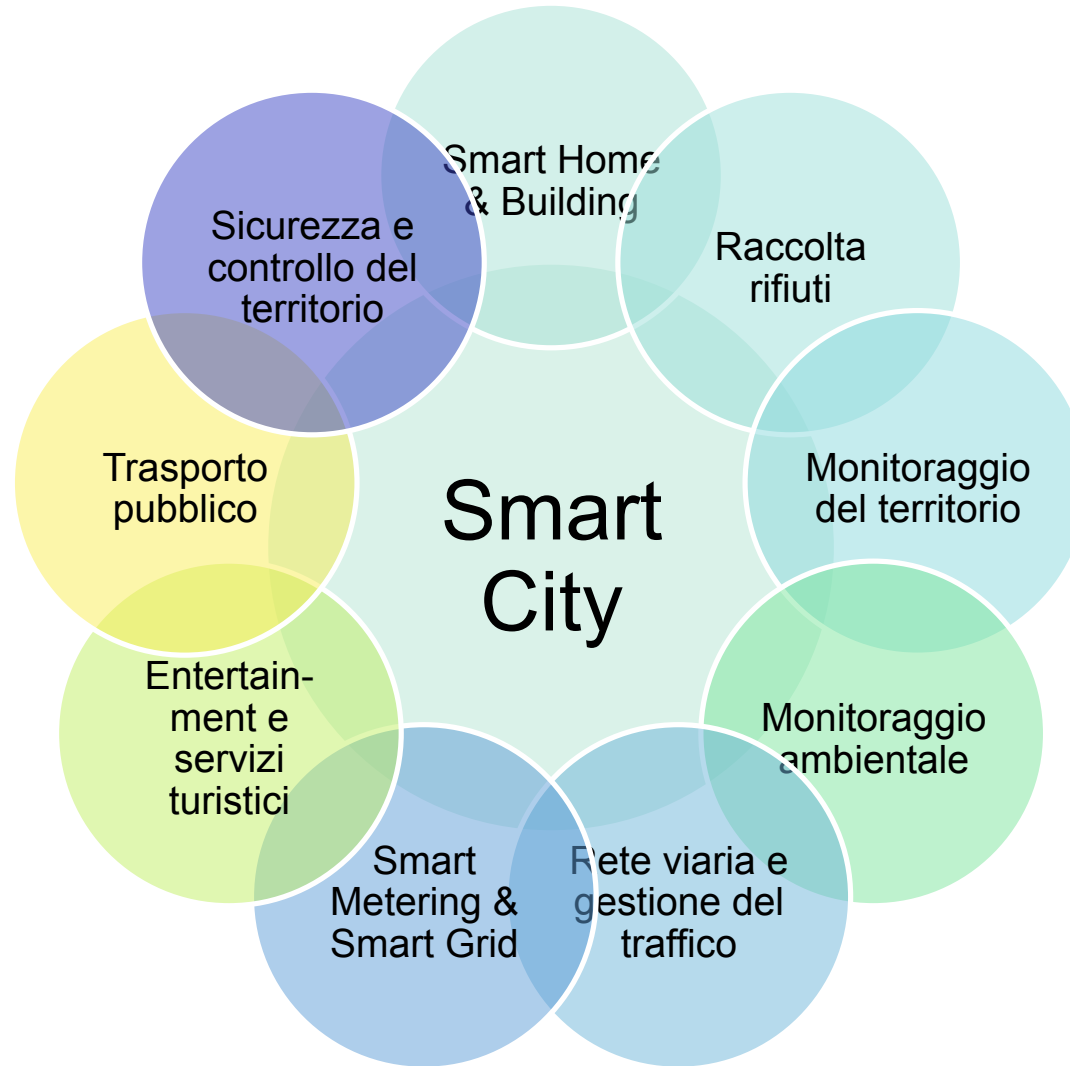 Smart Home
& Building
Raccolta
rifiuti
Monitoraggio
del territorio
Monitoraggio
ambientale
Rete viaria e
gestione del
traffico
Smart
Metering &
Smart Grid
Entertain-
ment e
servizi
turistici
Trasporto
pubblico
Sicurezza e
controllo del
territorio
Smart
City